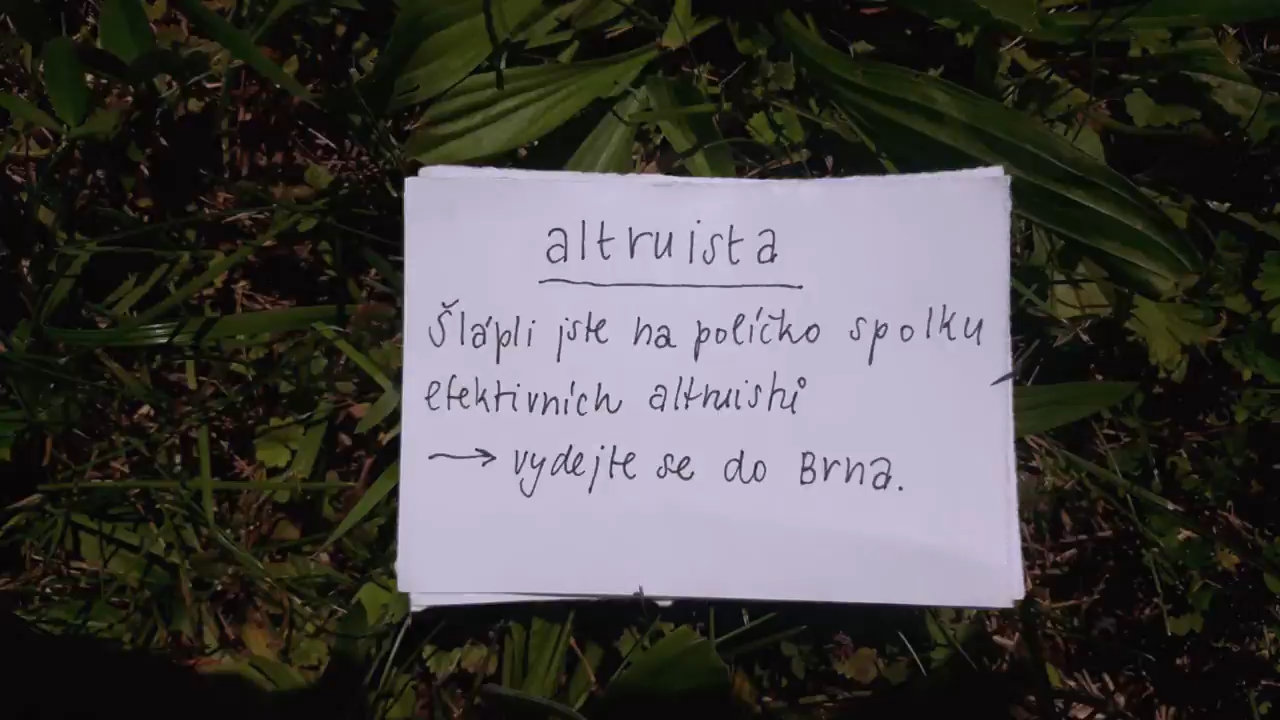 altruista
Šlápli jste na políčko spolku
efektivních altruistů
→ vydejte se do Brna.